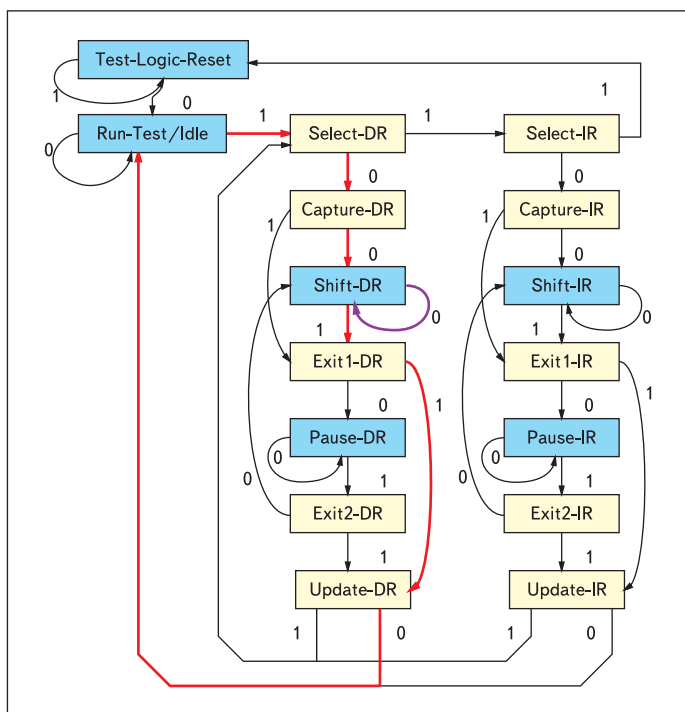 Test-Logic-Reset
1
0
1
Run-Test/Idle
1
Select-DR
1
Select-IR
0
0
0
Capture-DR
Capture-IR
1
1
0
0
Shift-DR
Shift-IR
0
0
1
1
Exit1-DR
Exit1-IR
1
1
0
0
Pause-DR
Pause-IR
0
0
0
0
1
1
Exit2-DR
Exit2-IR
1
1
Update-DR
Update-IR
1
0
1
0